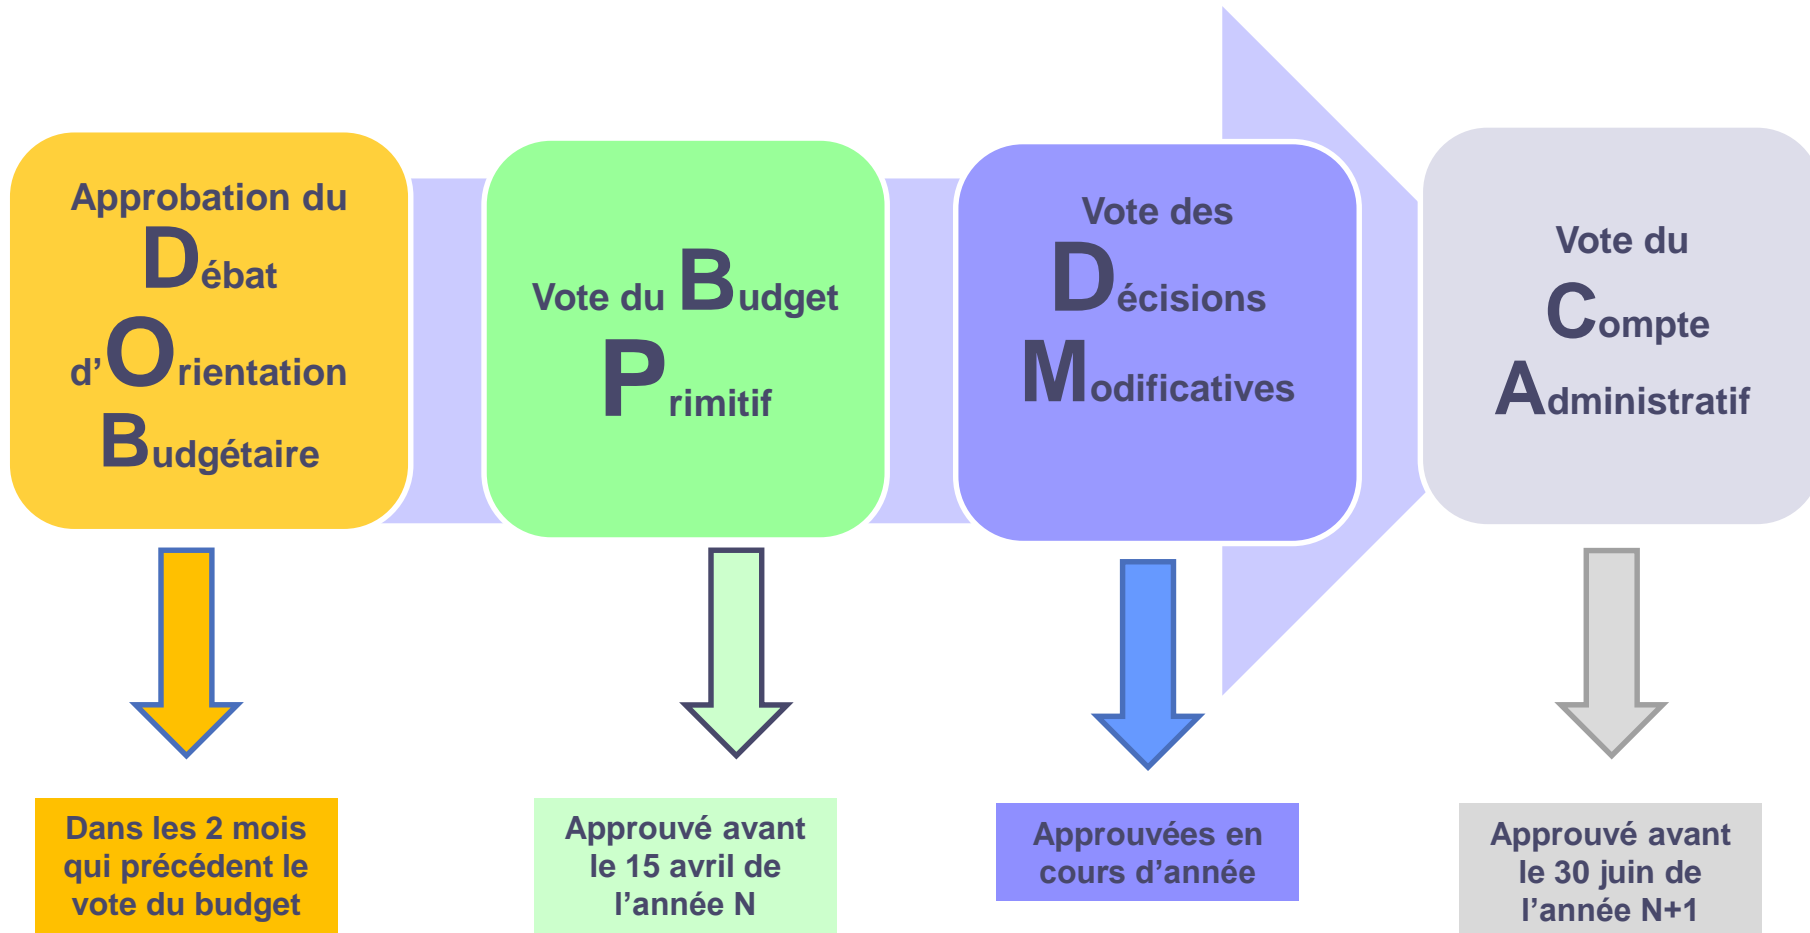 Approbation du
Débat
d’Orientation
Budgétaire
Vote du Budget
Primitif
Vote des
Décisions
Modificatives
Vote du
Compte
Administratif
Dans les 2 mois
qui précédent le
vote du budget
Approuvé avant
le 15 avril de
l’année N
Approuvées en
cours d’année
Approuvé avant
le 30 juin de
l’année N+1